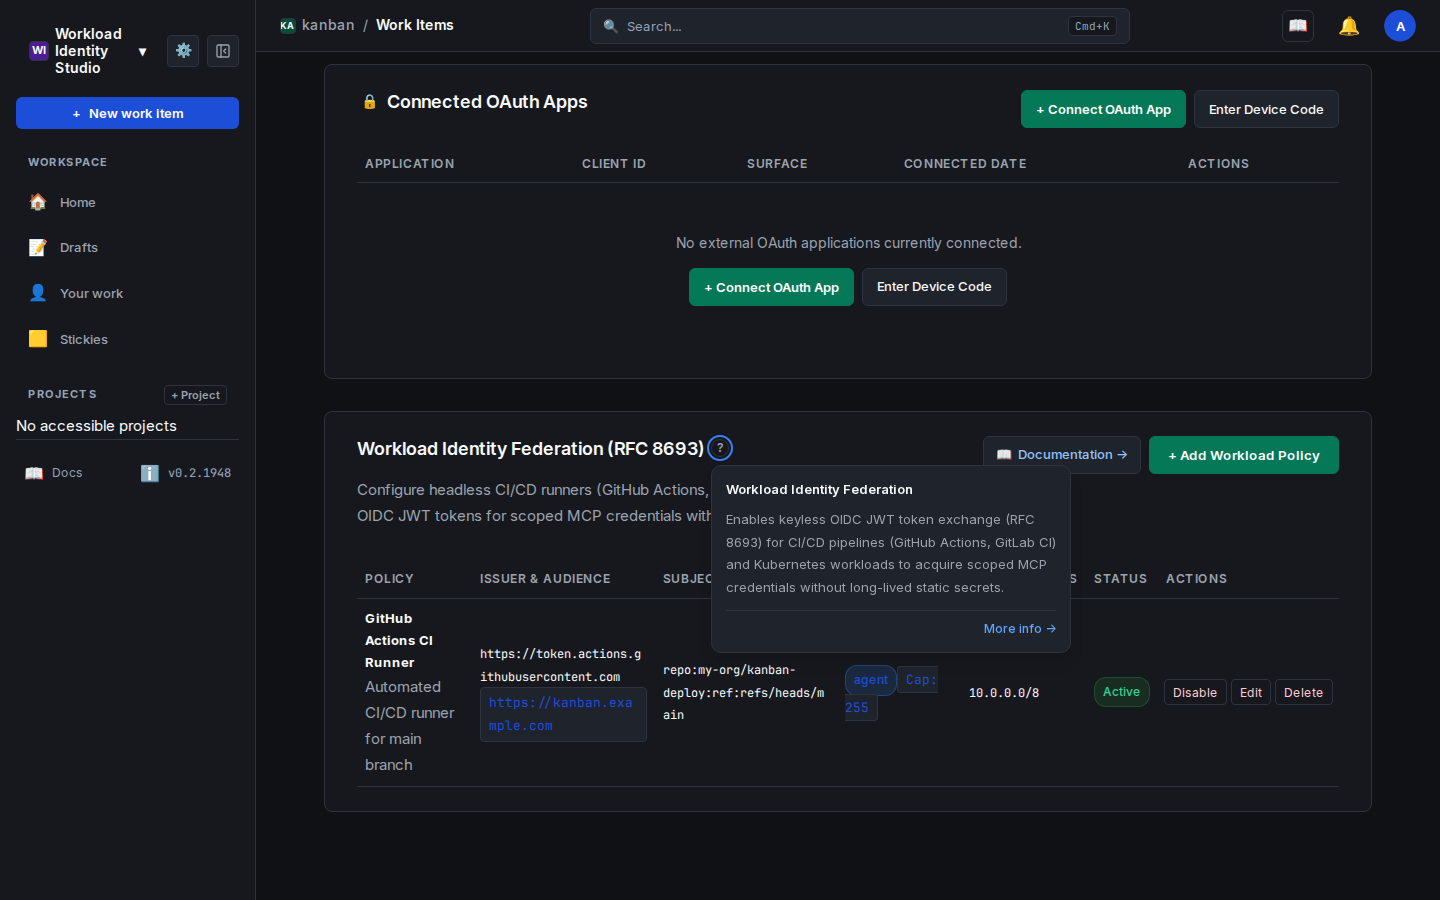 WI
Workload
Identity
Studio
▼
+ New work item
WORKSPACE
Home
Drafts
Your work
Stickies
PROJECTS
+ Project
No accessible projects
Docs
v0.2.1948
KA kanban / Work Items
Search...
Cmd+K
A
Connected OAuth Apps
+ Connect OAuth App
Enter Device Code
APPLICATION CLIENT ID SURFACE CONNECTED DATE ACTIONS
No external OAuth applications currently connected.
+ Connect OAuth App
Enter Device Code
Workload Identity Federation (RFC 8693) ?
Documentation →
+ Add Workload Policy
Configure headless CI/CD runners (GitHub Actions,
OIDC JWT tokens for scoped MCP credentials with
Workload Identity Federation
Enables keyless OIDC JWT token exchange (RFC
8693) for CI/CD pipelines (GitHub Actions, GitLab CI)
and Kubernetes workloads to acquire scoped MCP
credentials without long-lived static secrets.
More info →
POLICY ISSUER & AUDIENCE SUBJEC S STATUS ACTIONS
GitHub
Actions CI
Runner
Automated
CI/CD runner
for main
branch
https://token.actions.g
ithubusercontent.com
https://kanban.exa
mple.com
repo:my-org/kanban-
deploy:ref:refs/heads/m
ain
agent Cap:
255
10.0.0.0/8
Active
Disable
Edit
Delete